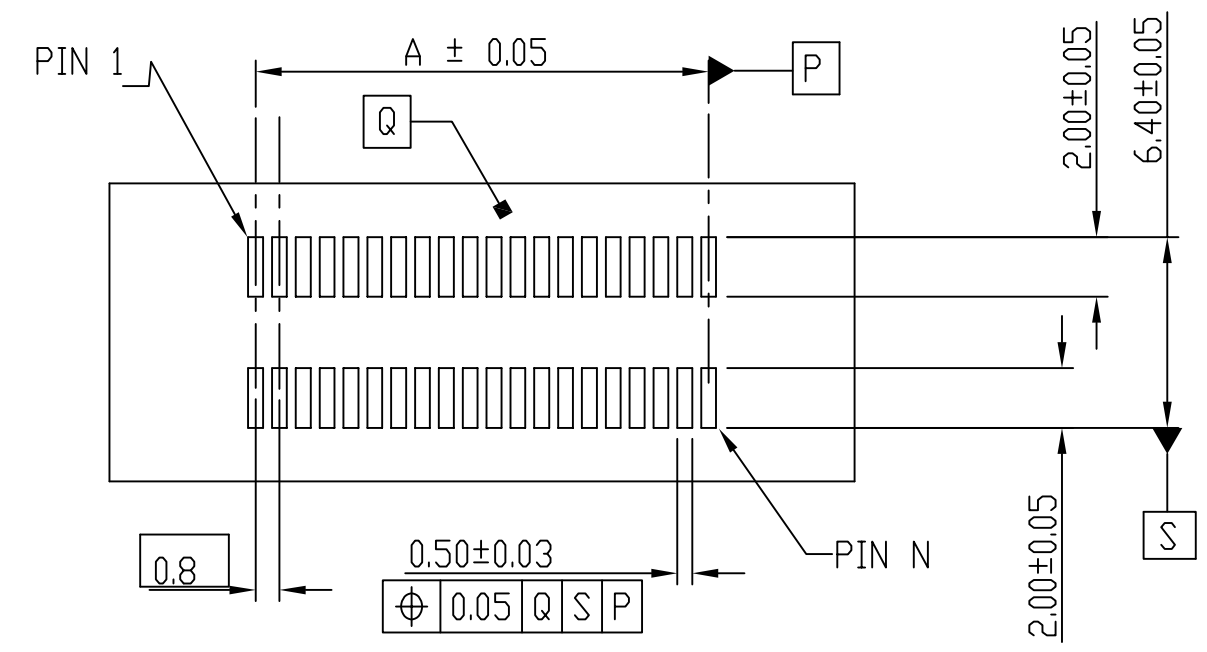 PIN 1
A ± 0.05
P
Q
2.00±0.05
6.40±0.05
0.8
0.50±0.03
⌖ 0.05 Q S P
PIN N
2.00±0.05
S